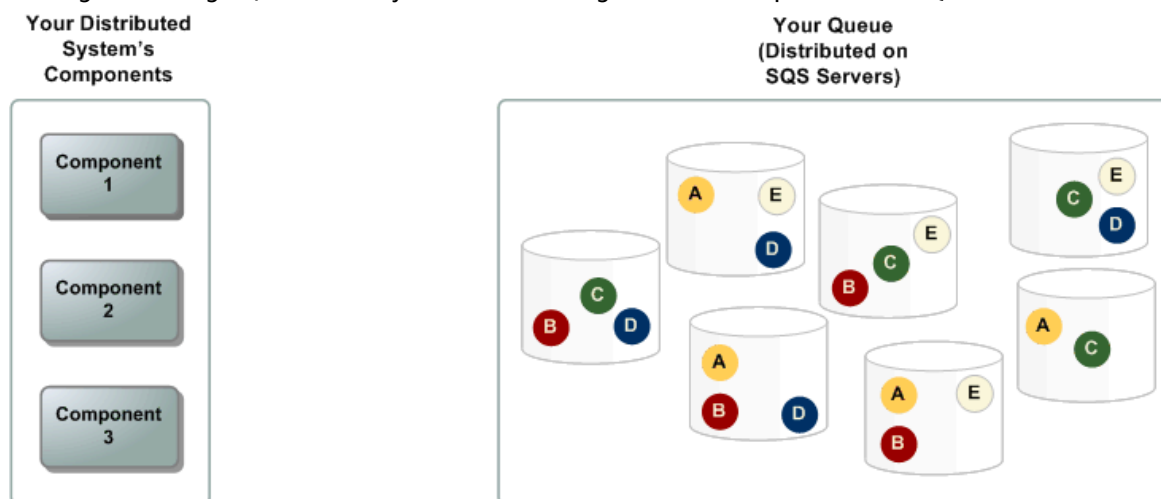 Your Distributed
System's
Components
Your Queue
(Distributed on
SQS Servers)
Component
1
Component
2
Component
3
B
C
D
A
E
D
A
B
D
B
C
E
A
B
E
C
E
D
A
C